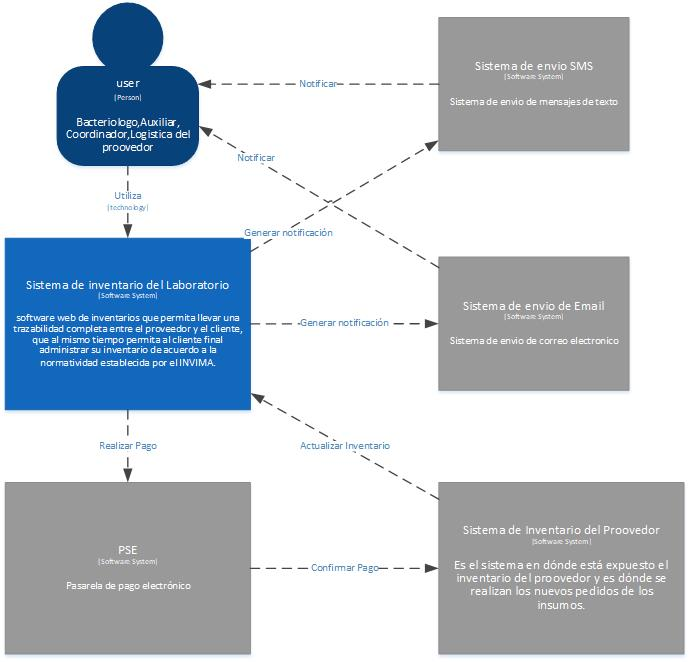 user
[Person]
Bacteriologo,Auxiliar,
Coordinador,Logistica del
proovedor
Sistema de envio SMS
[Software System]
Sistema de envio de mensajes de texto
Notificar
Notificar
Utiliza
[technology]
Generar notificación
Sistema de inventario del Laboratorio
[Software System]
software web de inventarios que permita llevar una
trazabilidad completa entre el proveedor y el cliente,
que al mismo tiempo permita al cliente final
administrar su inventario de acuerdo a la
normatividad establecida por el INVIMA.
Generar notificación
Sistema de envio de Email
[Software System]
Sistema de envio de correo electronico
Realizar Pago
Actualizar Inventario
PSE
[Software System]
Pasarela de pago electrónico
Confirmar Pago
Sistema de Inventario del Proovedor
[Software System]
Es el sistema en dónde está expuesto el
inventario del proovedor y es dónde se
realizan los nuevos pedidos de los
insumos.